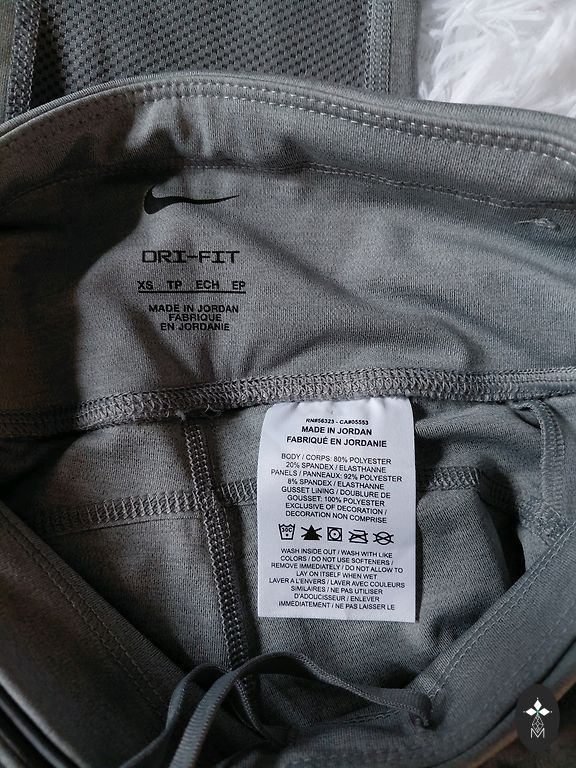 DRI-FIT
XS TP ECH EP
MADE IN JORDAN
FABRIQUE
EN JORDANIE
RN#56323 - CA#05553
MADE IN JORDAN
FABRIQUÉ EN JORDANIE
BODY / CORPS: 80% POLYESTER
20% SPANDEX / ELASTHANNE
PANELS / PANNEAUX: 92% POLYESTER
8% SPANDEX / ELASTHANNE
GUSSET LINING / DOUBLURE DE
GOUSSET: 100% POLYESTER
EXCLUSIVE OF DECORATION /
DECORATION NON COMPRISE
30C
WASH INSIDE OUT / WASH WITH LIKE
COLORS / DO NOT USE SOFTENERS /
REMOVE IMMEDIATELY / DO NOT ALLOW TO
LAY ON ITSELF WHEN WET
LAVER A L'ENVERS / LAVER AVEC COULEURS
SIMILAIRES / NE PAS UTILISER
D'ADOUCISSEUR / ENLEVER
IMMEDIATEMENT / NE PAS LAISSER LE